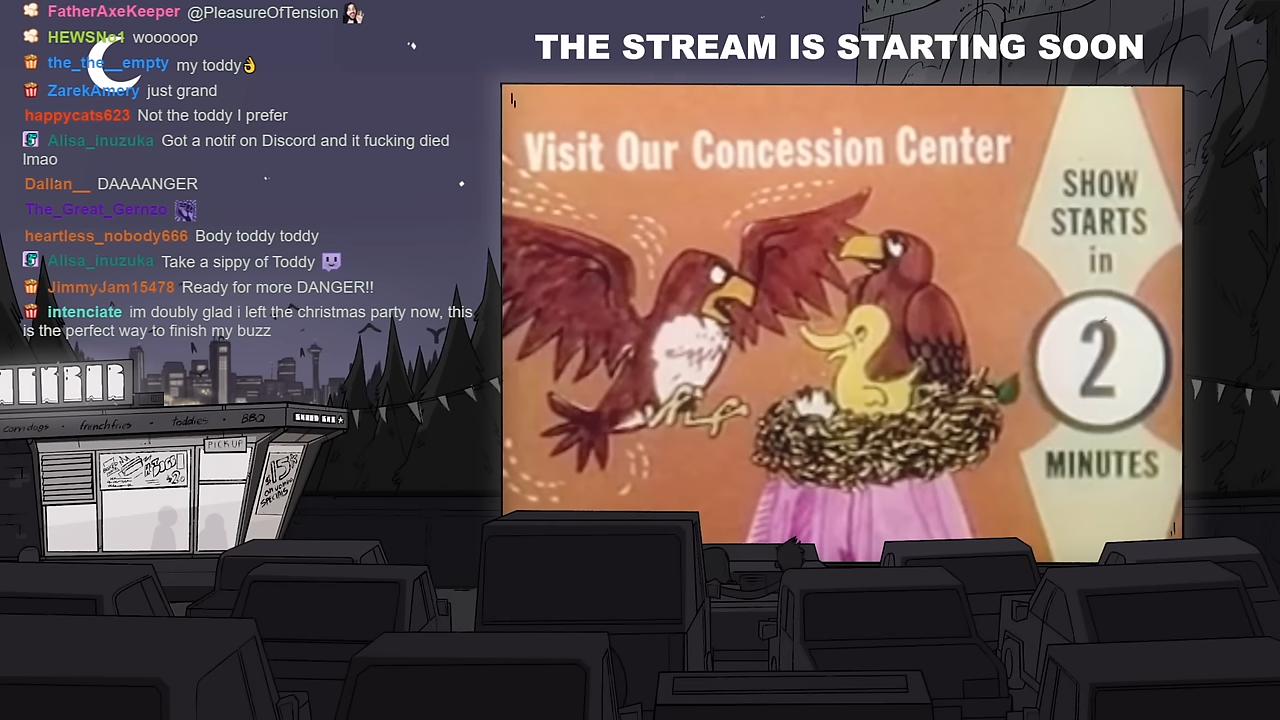 FatherAxeKeeper @PleasureOfTension
HEWSNo1 wooooop
the_the__empty my toddy👌
ZarekAmery just grand
happycats623 Not the toddy I prefer
Alisa_inuzuka Got a notif on Discord and it fucking died
lmao
Dallan__ DAAAANGER
The_Great_Gernzo
heartless_nobody666 Body toddy toddy
Alisa_inuzuka Take a sippy of Toddy
JimmyJam15478 Ready for more DANGER!!
intenciate im doubly glad i left the christmas party now, this
is the perfect way to finish my buzz
THE STREAM IS STARTING SOON
Visit Our Concession Center
SHOW
STARTS
in
2
MINUTES
corndogs · frenchfries · toddies · BBQ
PICKUP